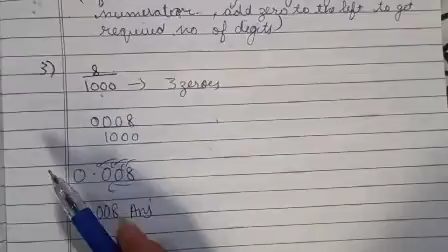 numerator, add zero to the left to get
required no of digits)
3) 8
1000 → 3 zeroes
0008
1000
0.008
008 Ans